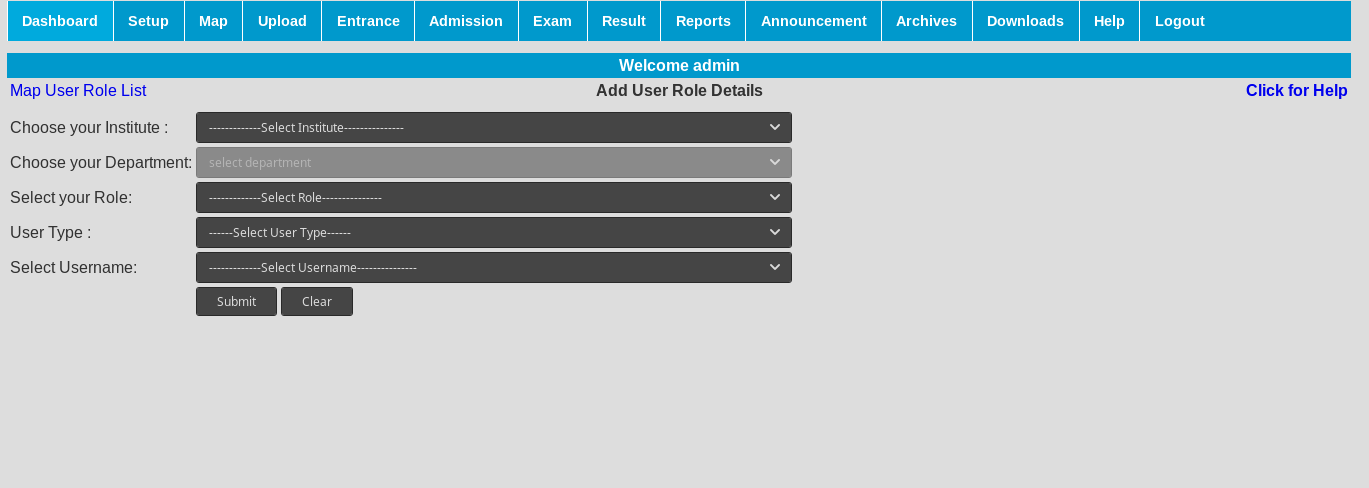 Dashboard Setup Map Upload Entrance Admission Exam Result Reports Announcement Archives Downloads Help Logout
Welcome admin
Map User Role List Add User Role Details Click for Help
Choose your Institute : -------------Select Institute---------------
Choose your Department: select department
Select your Role: -------------Select Role---------------
User Type : ------Select User Type------
Select Username: -------------Select Username---------------
Submit Clear